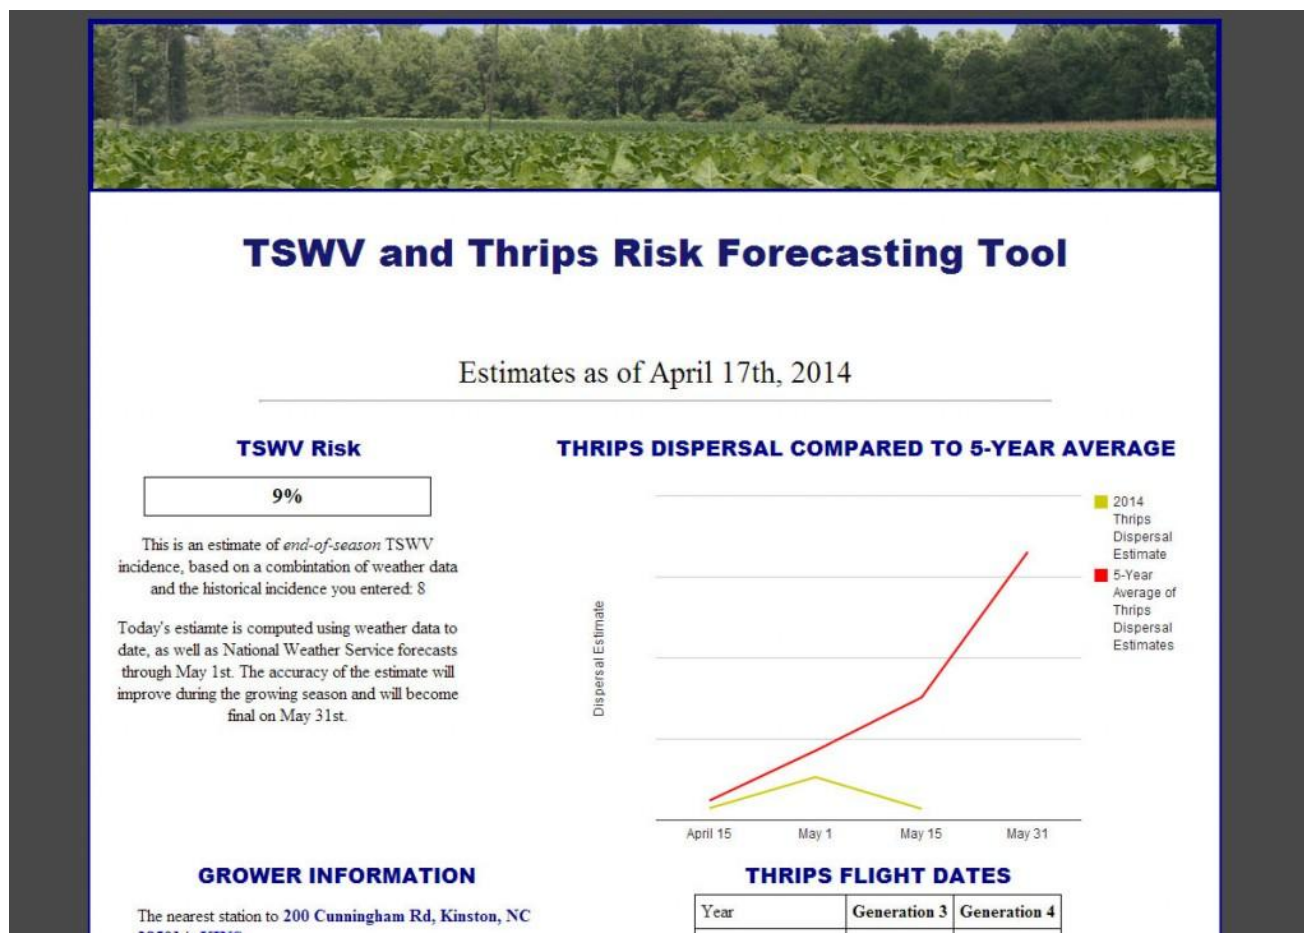 TSWV and Thrips Risk Forecasting Tool
Estimates as of April 17th, 2014
TSWV Risk
9%
This is an estimate of end-of-season TSWV
incidence, based on a combintation of weather data
and the historical incidence you entered: 8
Today's estiamte is computed using weather data to
date, as well as National Weather Service forecasts
through May 1st. The accuracy of the estimate will
improve during the growing season and will become
final on May 31st.
THRIPS DISPERSAL COMPARED TO 5-YEAR AVERAGE
Dispersal Estimate
2014
Thrips
Dispersal
Estimate
5-Year
Average of
Thrips
Dispersal
Estimates
April 15 May 1 May 15 May 31
GROWER INFORMATION
The nearest station to 200 Cunningham Rd, Kinston, NC
THRIPS FLIGHT DATES
Year Generation 3 Generation 4